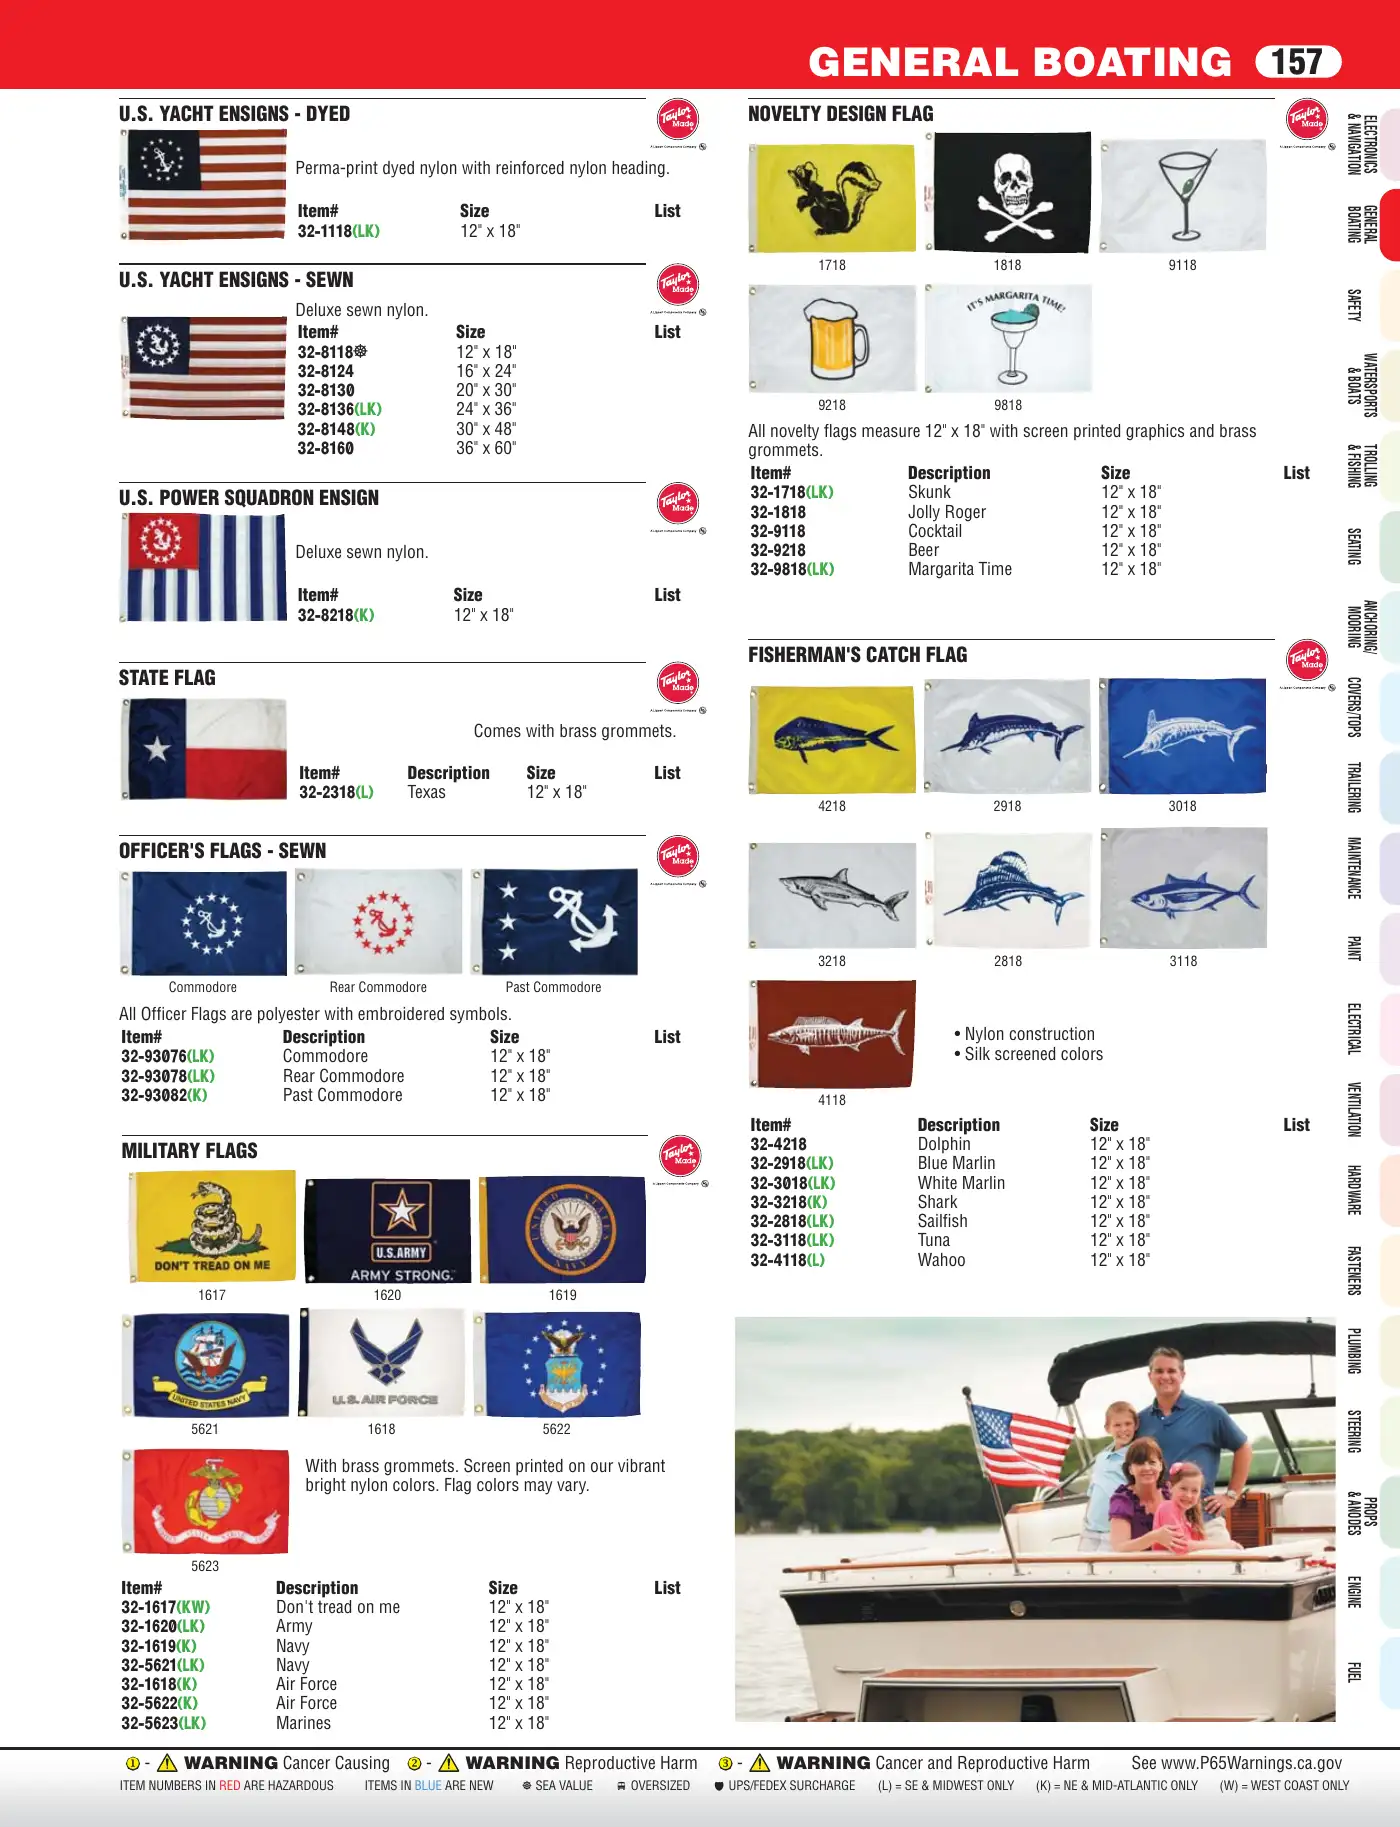 GENERAL BOATING 157
U.S. YACHT ENSIGNS - DYED
Taylor Made
Perma-print dyed nylon with reinforced nylon heading.
Item# Size List
32-1118(LK) 12" x 18"
U.S. YACHT ENSIGNS - SEWN
Taylor Made
Deluxe sewn nylon.
Item# Size List
32-8118 12" x 18"
32-8124 16" x 24"
32-8130 20" x 30"
32-8136(LK) 24" x 36"
32-8148(K) 30" x 48"
32-8160 36" x 60"
U.S. POWER SQUADRON ENSIGN
Taylor Made
Deluxe sewn nylon.
Item# Size List
32-8218(K) 12" x 18"
STATE FLAG
Taylor Made
Comes with brass grommets.
Item# Description Size List
32-2318(L) Texas 12" x 18"
OFFICER'S FLAGS - SEWN
Taylor Made
Commodore Rear Commodore Past Commodore
All Officer Flags are polyester with embroidered symbols.
Item# Description Size List
32-93076(LK) Commodore 12" x 18"
32-93078(LK) Rear Commodore 12" x 18"
32-93082(K) Past Commodore 12" x 18"
MILITARY FLAGS
Taylor Made
DON'T TREAD ON ME
U.S.ARMY
ARMY STRONG.
UNITED STATES
NAVY
1617 1620 1619
UNITED STATES NAVY
U.S. AIR FORCE
5621 1618 5622
With brass grommets. Screen printed on our vibrant
bright nylon colors. Flag colors may vary.
5623
Item# Description Size List
32-1617(KW) Don't tread on me 12" x 18"
32-1620(LK) Army 12" x 18"
32-1619(K) Navy 12" x 18"
32-5621(LK) Navy 12" x 18"
32-1618(K) Air Force 12" x 18"
32-5622(K) Air Force 12" x 18"
32-5623(LK) Marines 12" x 18"
NOVELTY DESIGN FLAG
Taylor Made
1718 1818 9118
IT'S MARGARITA TIME!
9218 9818
All novelty flags measure 12" x 18" with screen printed graphics and brass
grommets.
Item# Description Size List
32-1718(LK) Skunk 12" x 18"
32-1818 Jolly Roger 12" x 18"
32-9118 Cocktail 12" x 18"
32-9218 Beer 12" x 18"
32-9818(LK) Margarita Time 12" x 18"
FISHERMAN'S CATCH FLAG
Taylor Made
4218 2918 3018
3218 2818 3118
• Nylon construction
• Silk screened colors
4118
Item# Description Size List
32-4218 Dolphin 12" x 18"
32-2918(LK) Blue Marlin 12" x 18"
32-3018(LK) White Marlin 12" x 18"
32-3218(K) Shark 12" x 18"
32-2818(LK) Sailfish 12" x 18"
32-3118(LK) Tuna 12" x 18"
32-4118(L) Wahoo 12" x 18"
ELECTRONICS
& NAVIGATION
GENERAL
BOATING
SAFETY
WATERSPORTS
& BOATS
TROLLING
& FISHING
SEATING
ANCHORING/
MOORING
COVERS/TOPS
TRAILERING
MAINTENANCE
PAINT
ELECTRICAL
VENTILATION
HARDWARE
FASTENERS
PLUMBING
STEERING
PROPS
& ANODES
ENGINE
FUEL
1 - WARNING Cancer Causing 2 - WARNING Reproductive Harm 3 - WARNING Cancer and Reproductive Harm See www.P65Warnings.ca.gov
ITEM NUMBERS IN RED ARE HAZARDOUS ITEMS IN BLUE ARE NEW SEA VALUE OVERSIZED UPS/FEDEX SURCHARGE (L) = SE & MIDWEST ONLY (K) = NE & MID-ATLANTIC ONLY (W) = WEST COAST ONLY